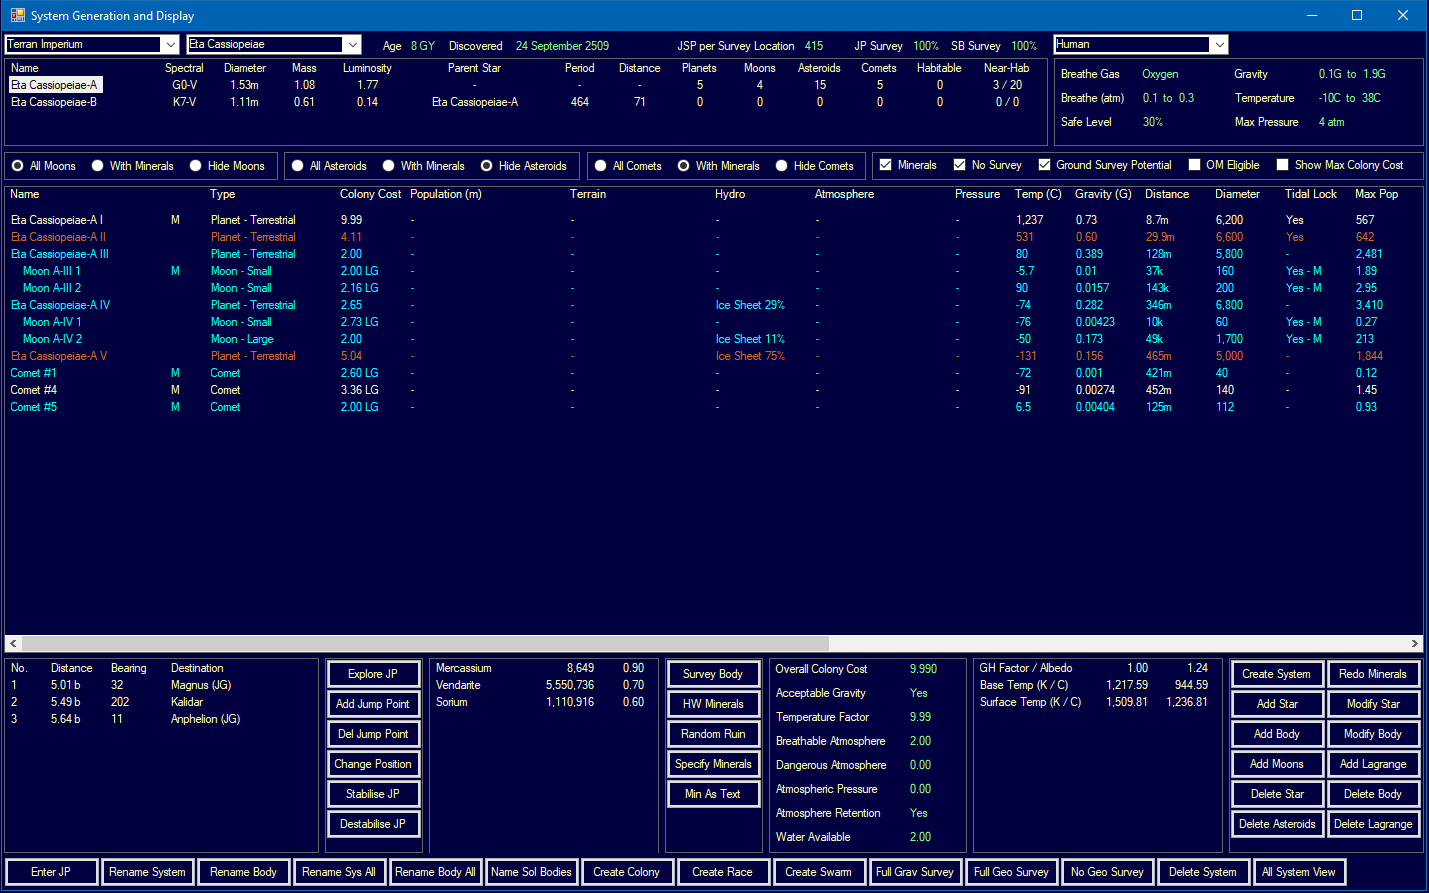 System Generation and Display
Terran Imperium Eta Cassiopeiae Age 8 GY Discovered 24 September 2509 JSP per Survey Location 415 JP Survey 100% SB Survey 100% Human
Name Spectral Diameter Mass Luminosity Parent Star Period Distance Planets Moons Asteroids Comets Habitable Near-Hab
Eta Cassiopeiae-A G0-V 1.53m 1.08 1.77 - - - 5 4 15 5 0 3 / 20
Eta Cassiopeiae-B K7-V 1.11m 0.61 0.14 Eta Cassiopeiae-A 464 71 0 0 0 0 0 0 / 0
Breathe Gas Oxygen Gravity 0.1G to 1.9G
Breathe (atm) 0.1 to 0.3 Temperature -10C to 38C
Safe Level 30% Max Pressure 4 atm
All Moons With Minerals Hide Moons All Asteroids With Minerals Hide Asteroids All Comets With Minerals Hide Comets Minerals No Survey Ground Survey Potential OM Eligible Show Max Colony Cost
Name Type Colony Cost Population (m) Terrain Hydro Atmosphere Pressure Temp (C) Gravity (G) Distance Diameter Tidal Lock Max Pop
Eta Cassiopeiae-A I M Planet - Terrestrial 9.99 - - - - - 1,237 0.73 8.7m 6,200 Yes 567
Eta Cassiopeiae-A II Planet - Terrestrial 4.11 - - - - - 531 0.60 29.9m 6,600 Yes 642
Eta Cassiopeiae-A III Planet - Terrestrial 2.00 - - - - - 80 0.389 128m 5,800 - 2,481
Moon A-III 1 M Moon - Small 2.00 LG - - - - - -5.7 0.01 37k 160 Yes - M 1.89
Moon A-III 2 Moon - Small 2.16 LG - - - - - 90 0.0157 143k 200 Yes - M 2.95
Eta Cassiopeiae-A IV Planet - Terrestrial 2.65 - - Ice Sheet 29% - - -74 0.282 346m 6,800 - 3,410
Moon A-IV 1 Moon - Small 2.73 LG - - - - - -76 0.00423 10k 60 Yes - M 0.27
Moon A-IV 2 Moon - Large 2.00 - - Ice Sheet 11% - - -50 0.173 49k 1,700 Yes - M 213
Eta Cassiopeiae-A V Planet - Terrestrial 5.04 - - Ice Sheet 75% - - -131 0.156 465m 5,000 - 1,844
Comet #1 M Comet 2.60 LG - - - - - -72 0.001 421m 40 - 0.12
Comet #4 M Comet 3.36 LG - - - - - -91 0.00274 452m 140 - 1.45
Comet #5 M Comet 2.00 LG - - - - - 6.5 0.00404 125m 112 - 0.93
No. Distance Bearing Destination
1 5.01 b 32 Magnus (JG)
2 5.49 b 202 Kalidar
3 5.64 b 11 Anphelion (JG)
Explore JP
Add Jump Point
Del Jump Point
Change Position
Stabilise JP
Destabilise JP
Mercassium 8,649 0.90
Vendarite 5,550,736 0.70
Sorium 1,110,916 0.60
Survey Body
HW Minerals
Random Ruin
Specify Minerals
Min As Text
Overall Colony Cost 9.990
Acceptable Gravity Yes
Temperature Factor 9.99
Breathable Atmosphere 2.00
Dangerous Atmosphere 0.00
Atmospheric Pressure 0.00
Atmosphere Retention Yes
Water Available 2.00
GH Factor / Albedo 1.00 1.24
Base Temp (K / C) 1,217.59 944.59
Surface Temp (K / C) 1,509.81 1,236.81
Create System Redo Minerals
Add Star Modify Star
Add Body Modify Body
Add Moons Add Lagrange
Delete Star Delete Body
Delete Asteroids Delete Lagrange
Enter JP Rename System Rename Body Rename Sys All Rename Body All Name Sol Bodies Create Colony Create Race Create Swarm Full Grav Survey Full Geo Survey No Geo Survey Delete System All System View